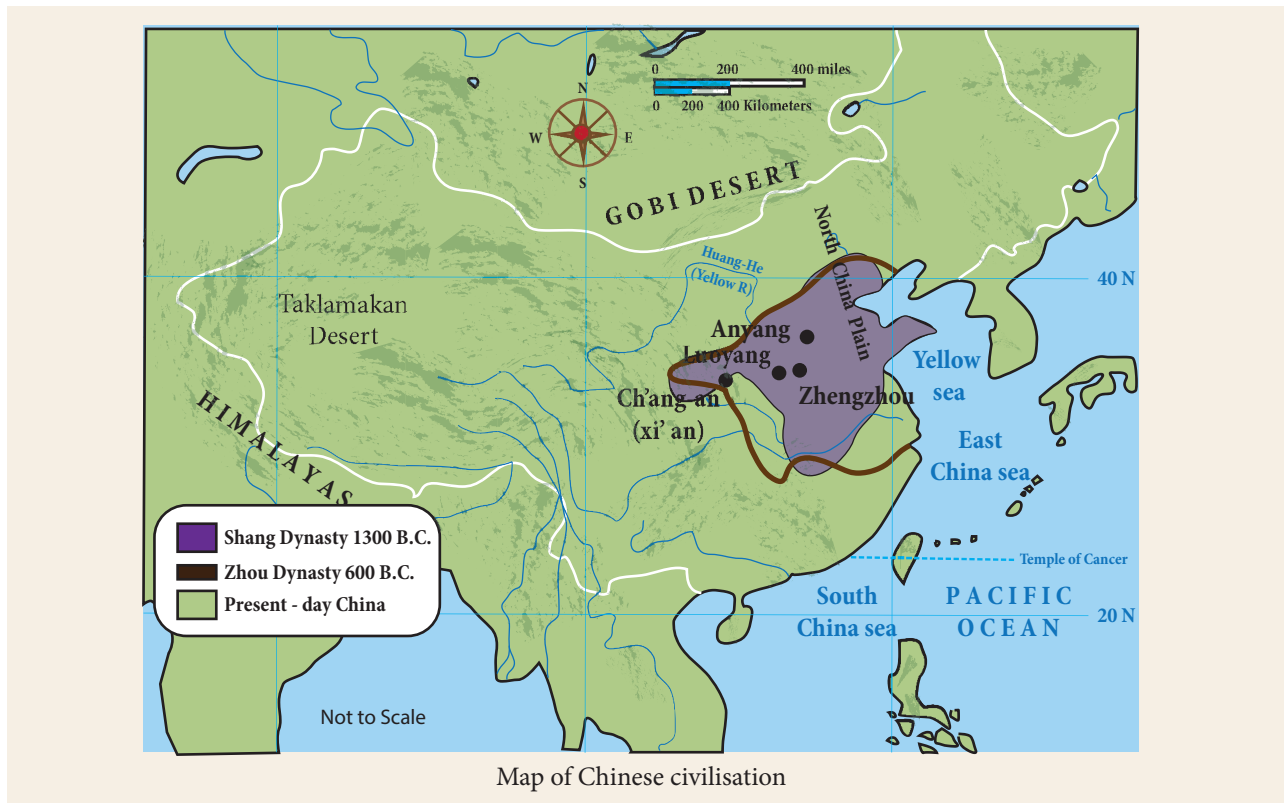 0 200 400 miles
0 200 400 Kilometers
N
W E
S
GOBI DESERT
North China Plain
Huang-He
(Yellow R)
40 N
Taklamakan
Desert
Anyang
Luoyang
Zhengzhou
Ch'ang-an
(xi' an)
Yellow
sea
HIMALAYAS
East
China sea
Shang Dynasty 1300 B.C.
Zhou Dynasty 600 B.C.
Present - day China
Temple of Cancer
South
China sea
PACIFIC
OCEAN
20 N
Not to Scale
Map of Chinese civilisation